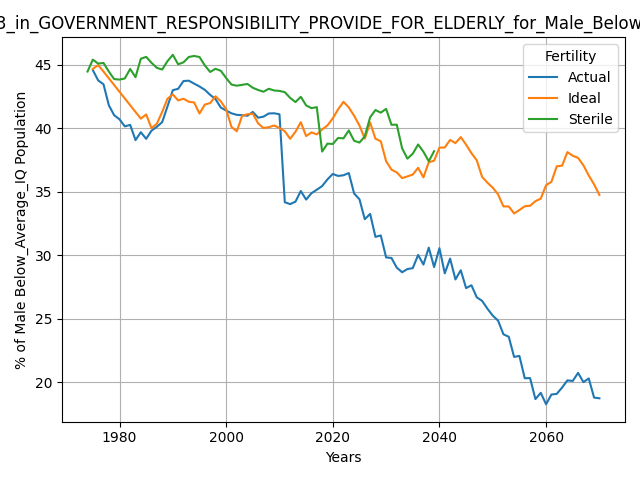 3_in_GOVERNMENT_RESPONSIBILITY_PROVIDE_FOR_ELDERLY_for_Male_Below
Fertility
Actual
Ideal
Sterile
% of Male Below_Average_IQ Population
45
40
35
30
25
20
1980
2000
2020
2040
2060
Years